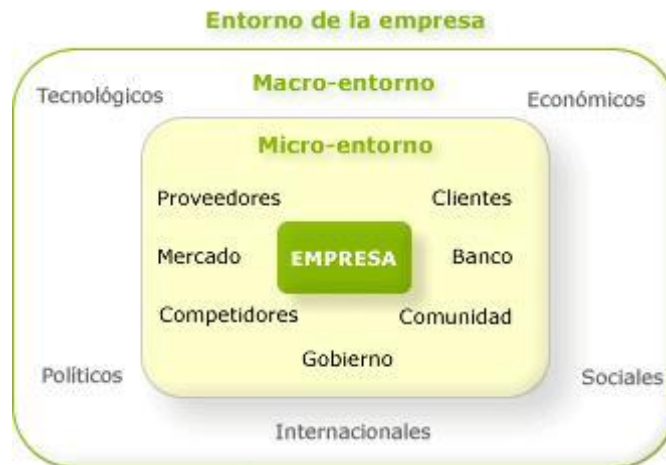 Entorno de la empresa
Macro-entorno
Tecnológicos
Económicos
Micro-entorno
Proveedores
Clientes
Mercado
EMPRESA
Banco
Competidores
Comunidad
Gobierno
Políticos
Sociales
Internacionales